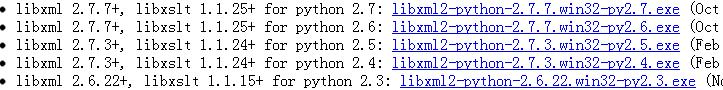 • libxml 2.7.7+, libxslt 1.1.25+ for python 2.7: libxml2-python-2.7.7.win32-py2.7.exe (Oct
• libxml 2.7.7+, libxslt 1.1.25+ for python 2.6: libxml2-python-2.7.7.win32-py2.6.exe (Oct
• libxml 2.7.3+, libxslt 1.1.24+ for python 2.5: libxml2-python-2.7.3.win32-py2.5.exe (Feb
• libxml 2.7.3+, libxslt 1.1.24+ for python 2.4: libxml2-python-2.7.3.win32-py2.4.exe (Feb
• libxml 2.6.22+, libxslt 1.1.15+ for python 2.3: libxml2-python-2.6.22.win32-py2.3.exe (No